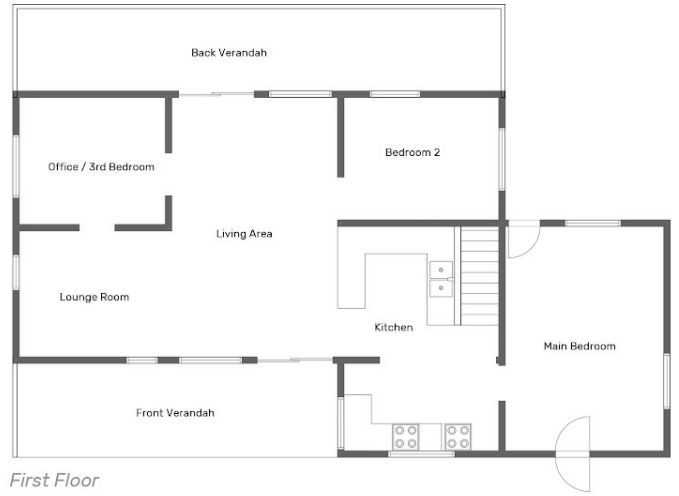 Back Verandah
Bedroom 2
Office / 3rd Bedroom
Living Area
Lounge Room
Kitchen
Main Bedroom
Front Verandah
First Floor